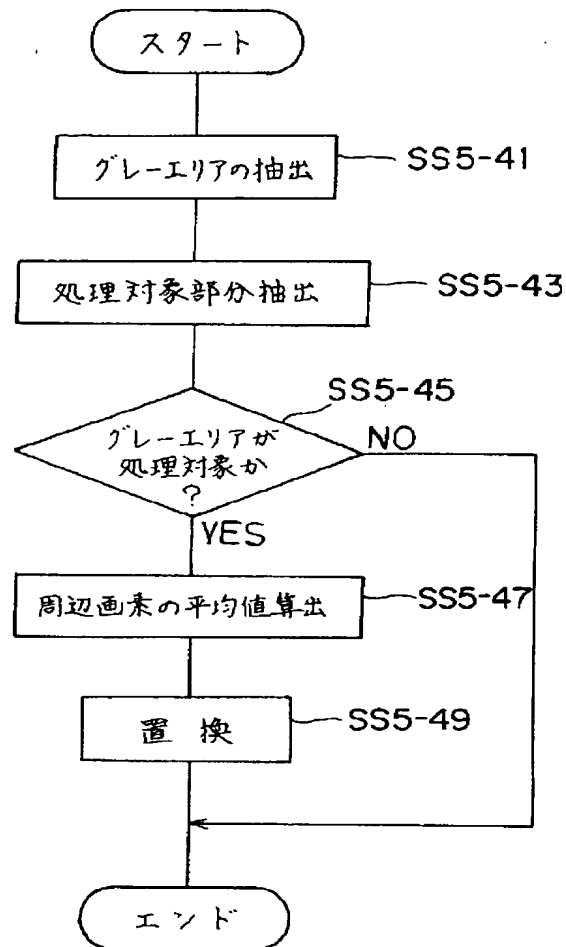 スタート
グレーエリアの抽出
SS5-41
処理対象部分抽出
SS5-43
SS5-45
グレーエリアが
処理対象か
?
NO
YES
周辺画素の平均値算出
SS5-47
置換
SS5-49
エンド